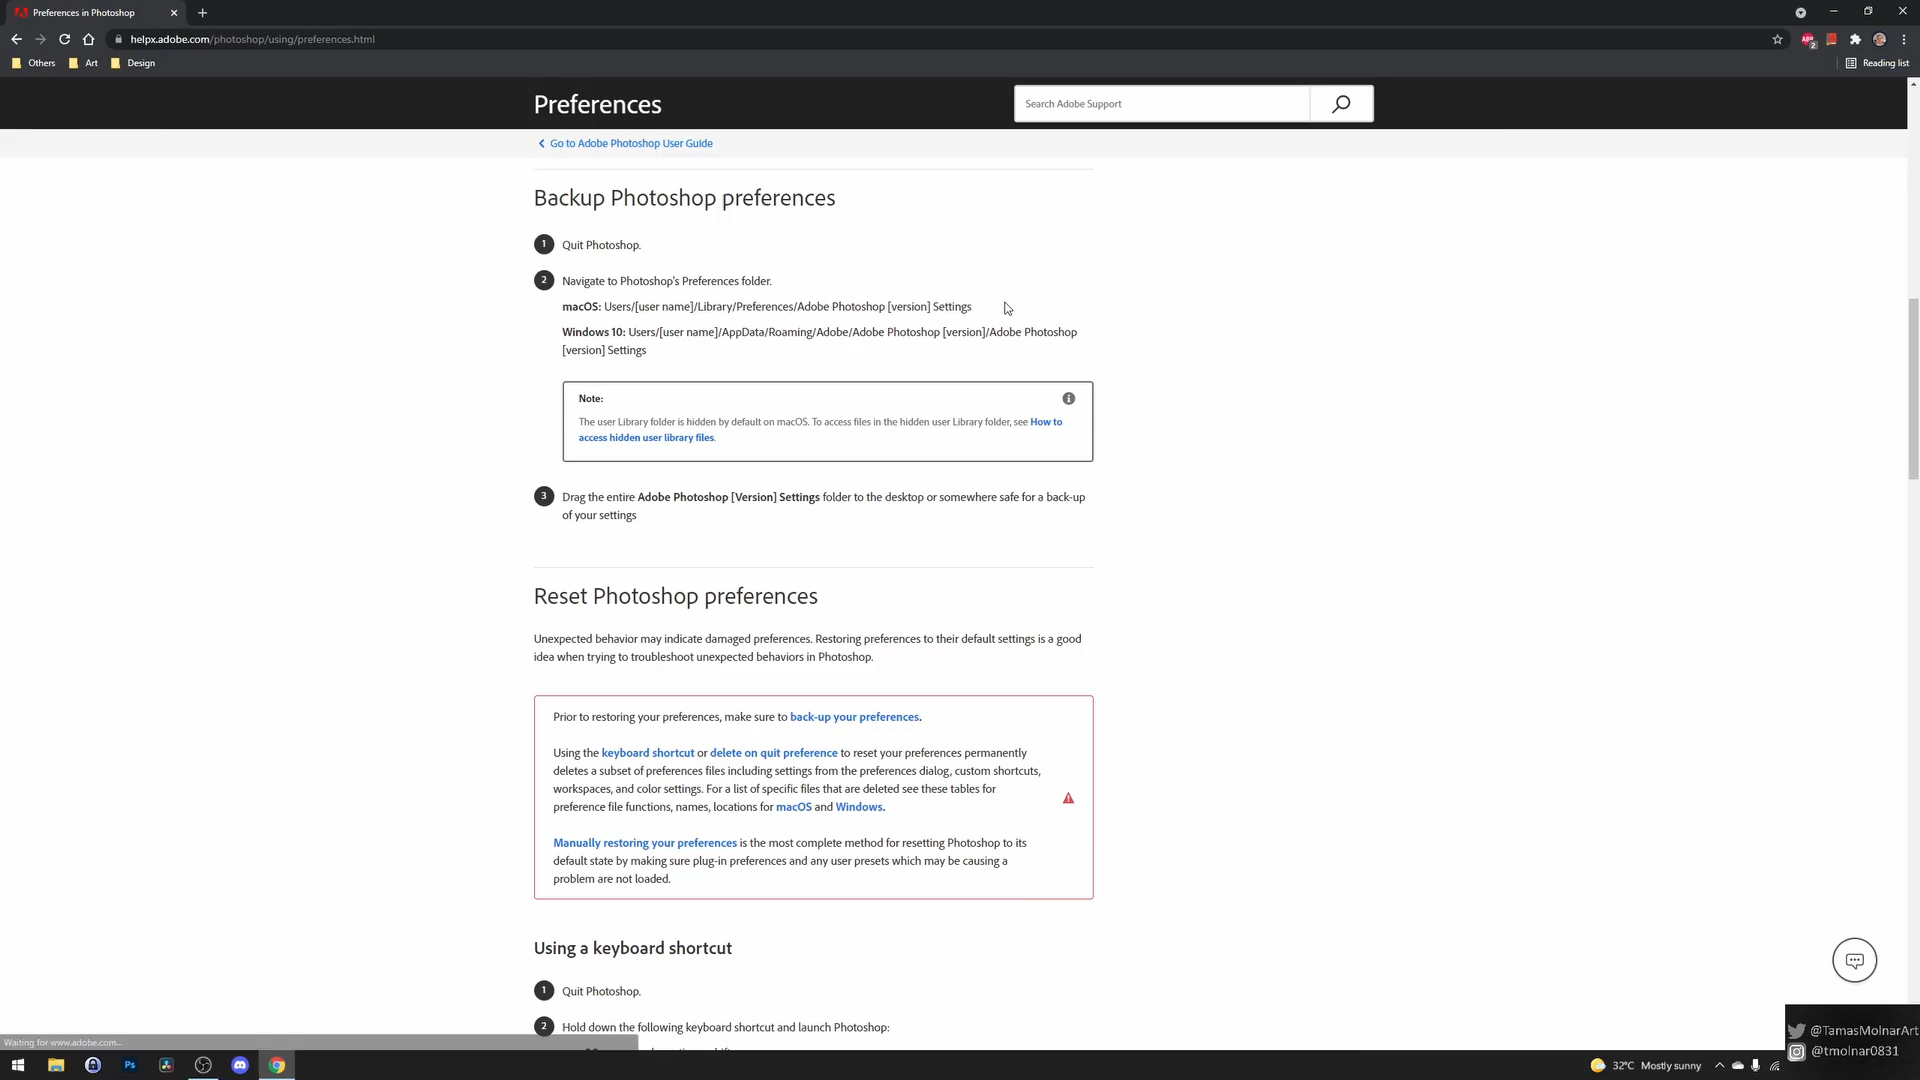 Preferences in Photoshop
helpx.adobe.com/photoshop/using/preferences.html
ABP
2
Others
Art
Design
Reading list
Preferences
Search Adobe Support
Go to Adobe Photoshop User Guide
Backup Photoshop preferences
1 Quit Photoshop.
2 Navigate to Photoshop's Preferences folder.
macOS: Users/[user name]/Library/Preferences/Adobe Photoshop [version] Settings
Windows 10: Users/[user name]/AppData/Roaming/Adobe/Adobe Photoshop [version]/Adobe Photoshop
[version] Settings
Note:
The user Library folder is hidden by default on macOS. To access files in the hidden user Library folder, see How to
access hidden user library files.
3 Drag the entire Adobe Photoshop [Version] Settings folder to the desktop or somewhere safe for a back-up
of your settings
Reset Photoshop preferences
Unexpected behavior may indicate damaged preferences. Restoring preferences to their default settings is a good
idea when trying to troubleshoot unexpected behaviors in Photoshop.
Prior to restoring your preferences, make sure to back-up your preferences.
Using the keyboard shortcut or delete on quit preference to reset your preferences permanently
deletes a subset of preferences files including settings from the preferences dialog, custom shortcuts,
workspaces, and color settings. For a list of specific files that are deleted see these tables for
preference file functions, names, locations for macOS and Windows.
Manually restoring your preferences is the most complete method for resetting Photoshop to its
default state by making sure plug-in preferences and any user presets which may be causing a
problem are not loaded.
Using a keyboard shortcut
1 Quit Photoshop.
2 Hold down the following keyboard shortcut and launch Photoshop:
Waiting for www.adobe.com...
@TamasMolnarArt
@tmolnar0831
Ps
32°C Mostly sunny